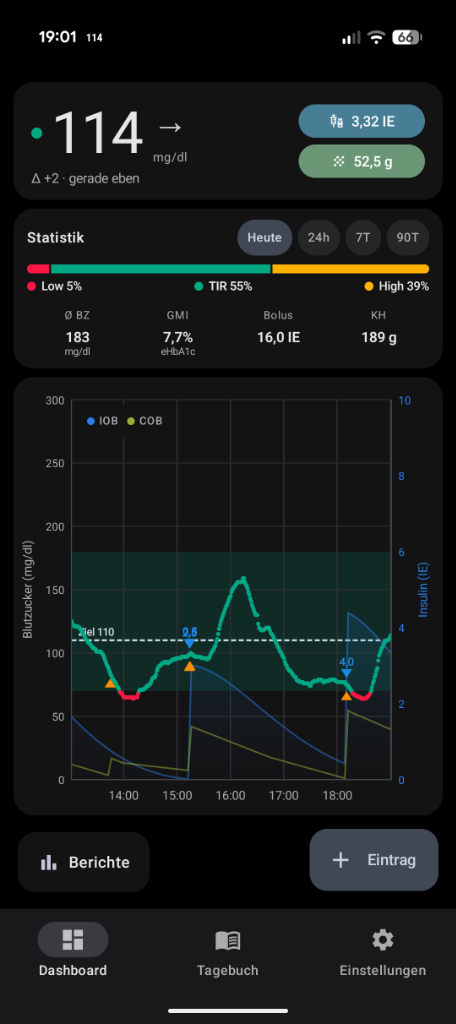 19:01 114
66
114 →
mg/dl
Δ +2 · gerade eben
3,32 IE
52,5 g
Statistik
Heute 24h 7T 90T
Low 5% TIR 55% High 39%
Ø BZ GMI Bolus KH
183 7,7% 16,0 IE 189 g
mg/dl eHbA1c
IOB COB
Blutzucker (mg/dl)
300
250
200
150
100
50
0
Ziel 110
4,0
Insulin (IE)
10
8
6
4
2
0
14:00 15:00 16:00 17:00 18:00
Berichte
Eintrag
Dashboard Tagebuch Einstellungen